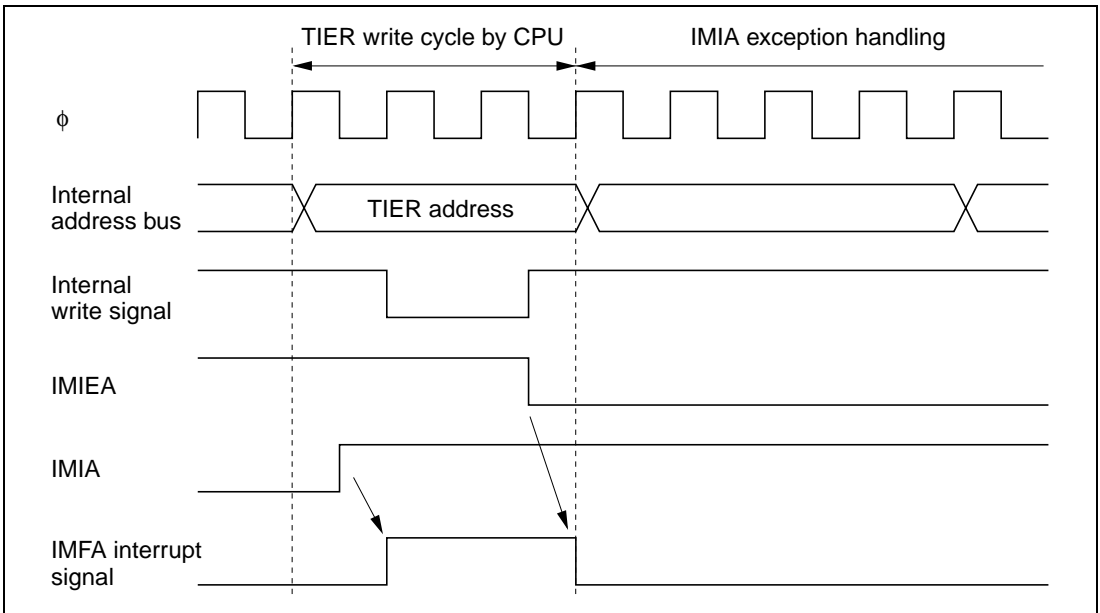 TIER write cycle by CPU
IMIA exception handling
ϕ
Internal
address bus
TIER address
Internal
write signal
IMIEA
IMIA
IMFA interrupt
signal